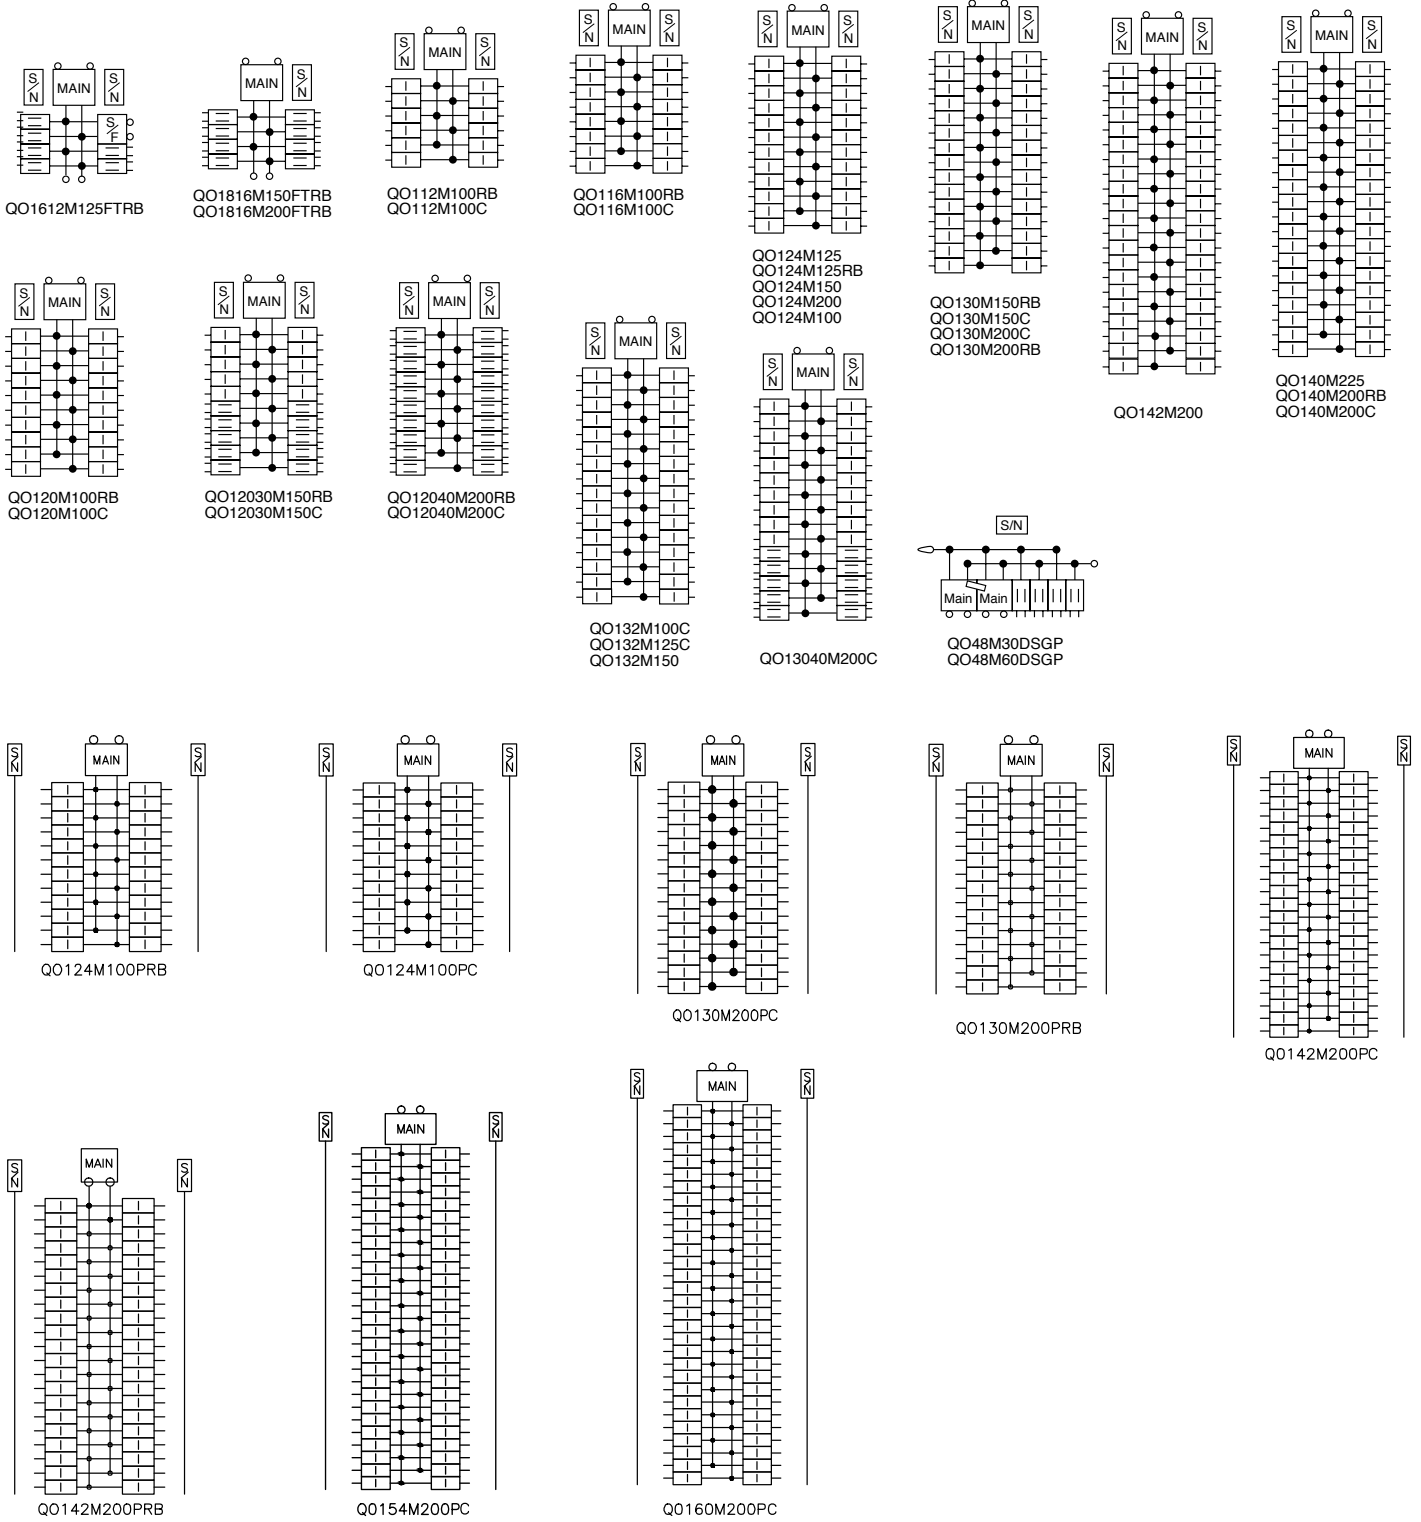 S/N MAIN S/N
S/F
QO1612M125FTRB
MAIN
QO1816M150FTRB
QO1816M200FTRB
S/N MAIN S/N
QO112M100RB
QO112M100C
S/N MAIN S/N
QO116M100RB
QO116M100C
S/N MAIN S/N
QO124M125
QO124M125RB
QO124M150
QO124M200
QO124M100
S/N MAIN S/N
QO130M150RB
QO130M150C
QO130M200C
QO130M200RB
S/N MAIN S/N
QO142M200
S/N MAIN S/N
QO140M225
QO140M200RB
QO140M200C
S/N MAIN S/N
QO120M100RB
QO120M100C
S/N MAIN S/N
QO12030M150RB
QO12030M150C
S/N MAIN S/N
QO12040M200RB
QO12040M200C
S/N MAIN S/N
QO132M100C
QO132M125C
QO132M150
S/N MAIN S/N
QO13040M200C
S/N
Main Main
QO48M30DSGP
QO48M60DSGP
S/N MAIN S/N
QO124M100PRB
S/N MAIN S/N
QO124M100PC
S/N MAIN S/N
QO130M200PC
S/N MAIN S/N
QO130M200PRB
S/N MAIN S/N
QO142M200PC
S/N MAIN S/N
QO142M200PRB
S/N MAIN S/N
QO154M200PC
S/N MAIN S/N
QO160M200PC